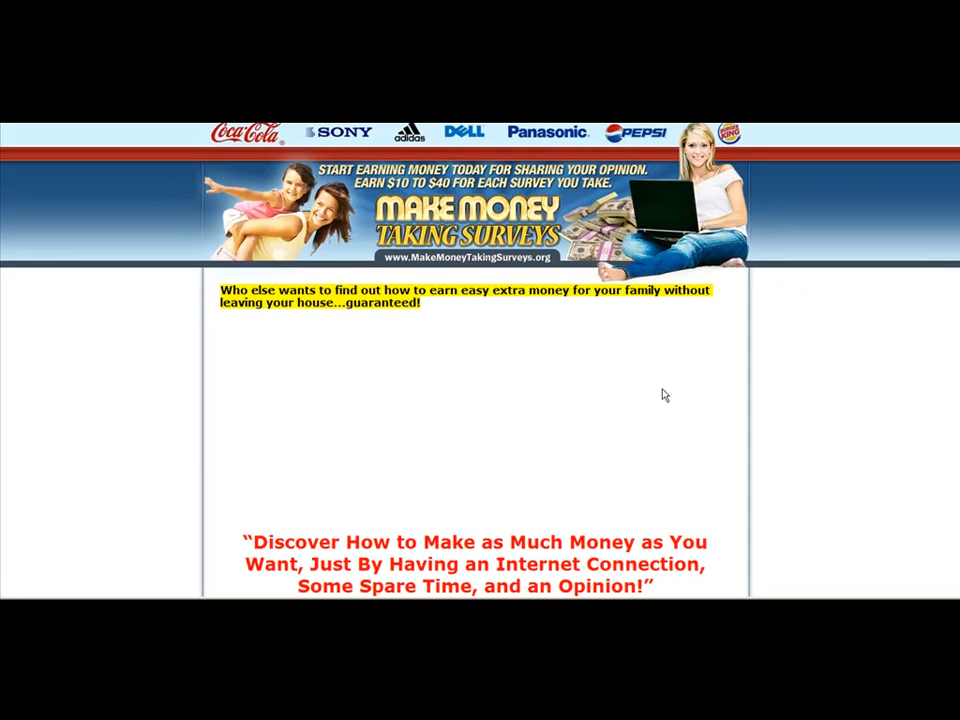 Coca-Cola SONY adidas DELL Panasonic PEPSI BURGER KING
START EARNING MONEY TODAY FOR SHARING YOUR OPINION.
EARN $10 TO $40 FOR EACH SURVEY YOU TAKE.
MAKE MONEY
TAKING SURVEYS
www.MakeMoneyTakingSurveys.org
Who else wants to find out how to earn easy extra money for your family without
leaving your house...guaranteed!
“Discover How to Make as Much Money as You
Want, Just By Having an Internet Connection,
Some Spare Time, and an Opinion!”